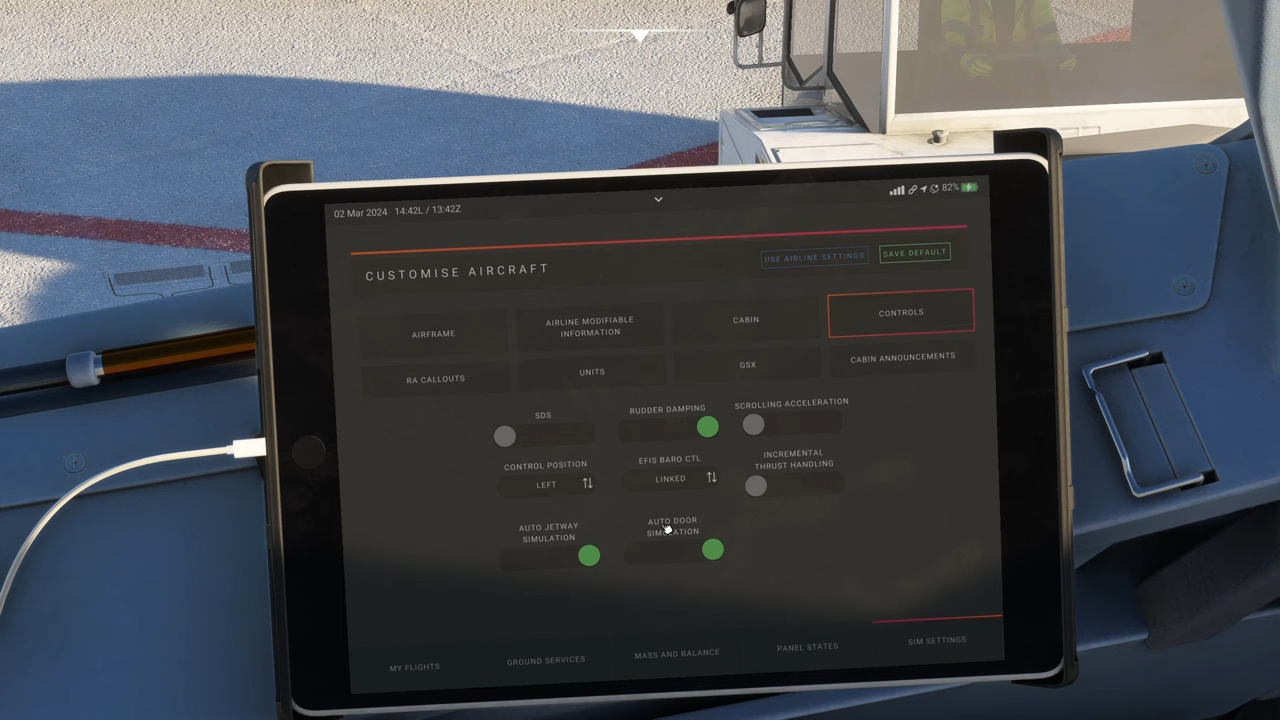 02 Mar 2024 14:42L / 13:42Z
82%
CUSTOMISE AIRCRAFT
USE AIRLINE SETTINGS
SAVE DEFAULT
AIRFRAME
AIRLINE MODIFIABLE
INFORMATION
CABIN
CONTROLS
RA CALLOUTS
UNITS
GSX
CABIN ANNOUNCEMENTS
SDS
RUDDER DAMPING
SCROLLING ACCELERATION
CONTROL POSITION
LEFT
EFIS BARO CTL
LINKED
INCREMENTAL
THRUST HANDLING
AUTO JETWAY
SIMULATION
AUTO DOOR
SIMULATION
MY FLIGHTS
GROUND SERVICES
MASS AND BALANCE
PANEL STATES
SIM SETTINGS